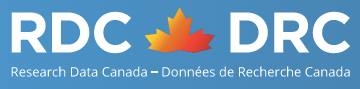 RDC DRC
Research Data Canada – Données de Recherche Canada